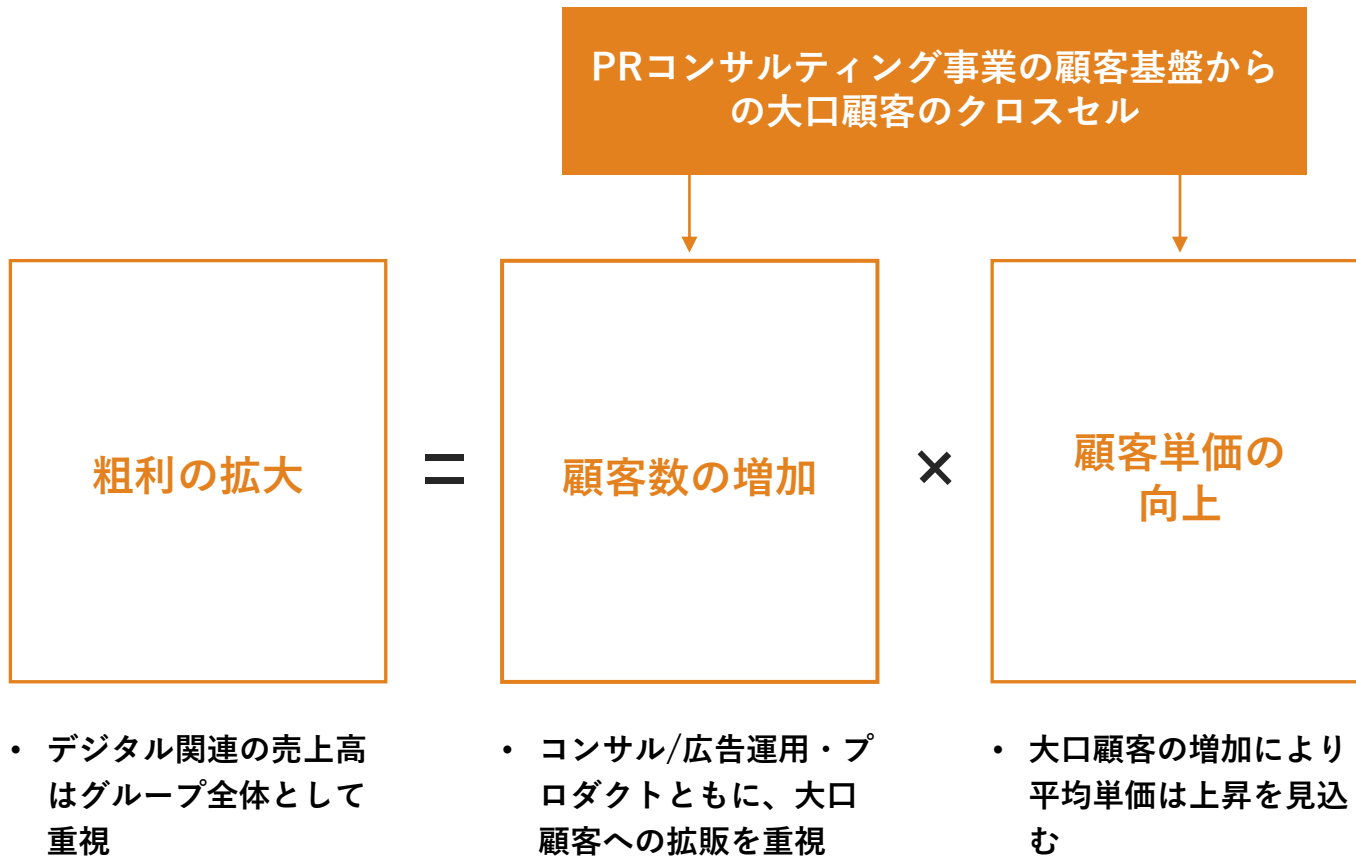 PRコンサルティング事業の顧客基盤から
の大口顧客のクロスセル
粗利の拡大
=
顧客数の増加
×
顧客単価の
向上
• デジタル関連の売上高
はグループ全体として
重視
• コンサル/広告運用・プ
ロダクトともに、大口
顧客への拡販を重視
• 大口顧客の増加により
平均単価は上昇を見込
む